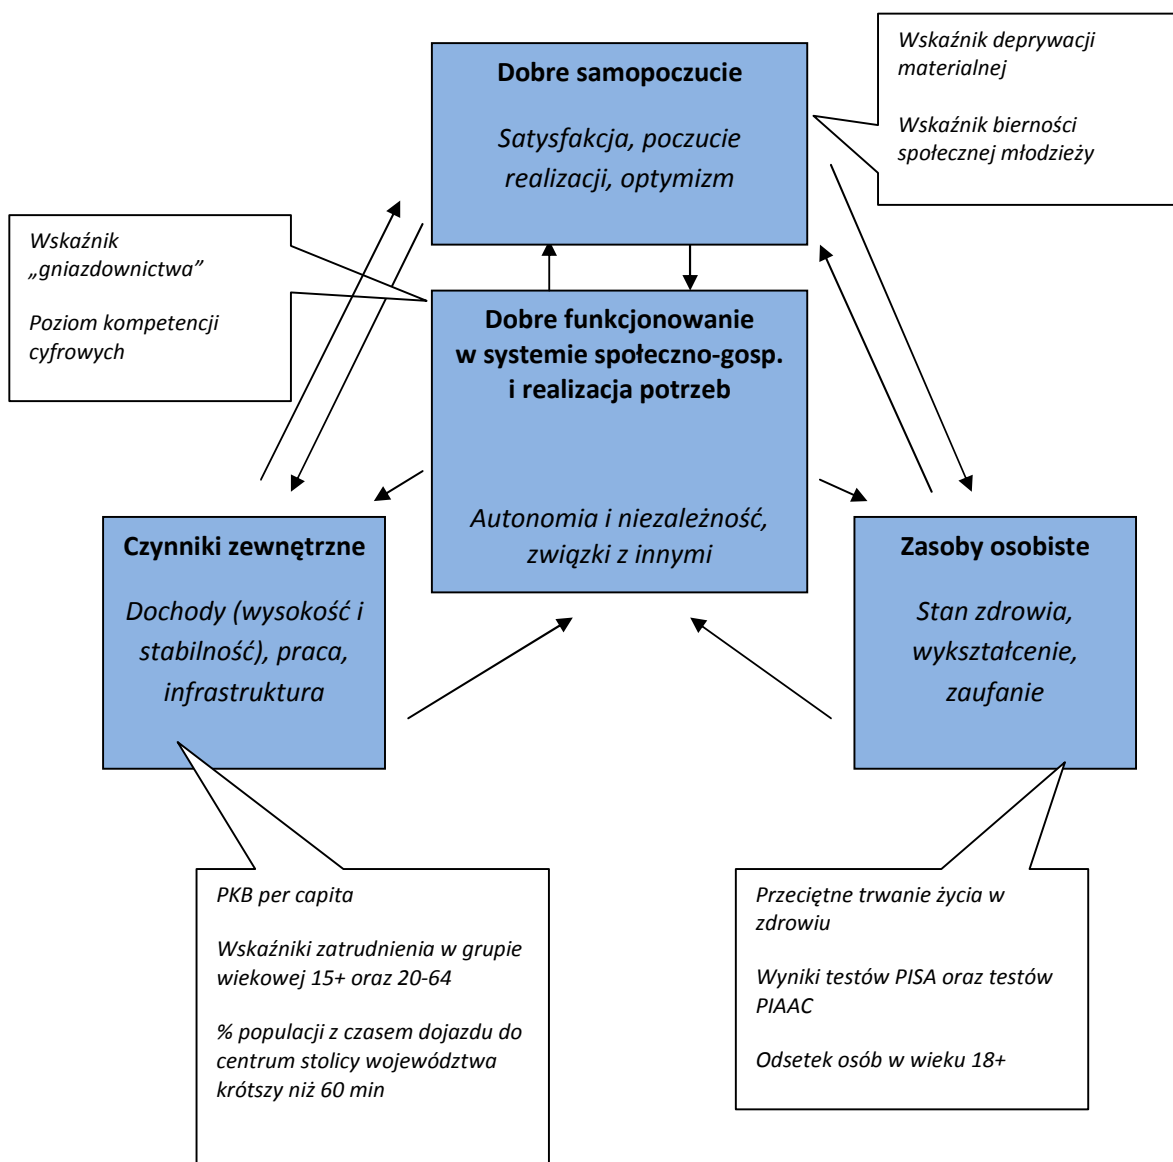 Dobre samopoczucie
Satysfakcja, poczucie
realizacji, optymizm
Wskaźnik deprywacji
materialnej
Wskaźnik bierności
społecznej młodzieży
Wskaźnik
„gniazdownictwa”
Poziom kompetencji
cyfrowych
Dobre funkcjonowanie
w systemie społeczno-gosp.
i realizacja potrzeb
Autonomia i niezależność,
związki z innymi
Czynniki zewnętrzne
Dochody (wysokość i
stabilność), praca,
infrastruktura
Zasoby osobiste
Stan zdrowia,
wykształcenie,
zaufanie
PKB per capita
Wskaźniki zatrudnienia w grupie
wiekowej 15+ oraz 20-64
% populacji z czasem dojazdu do
centrum stolicy województwa
krótszy niż 60 min
Przeciętne trwanie życia w
zdrowiu
Wyniki testów PISA oraz testów
PIAAC
Odsetek osób w wieku 18+